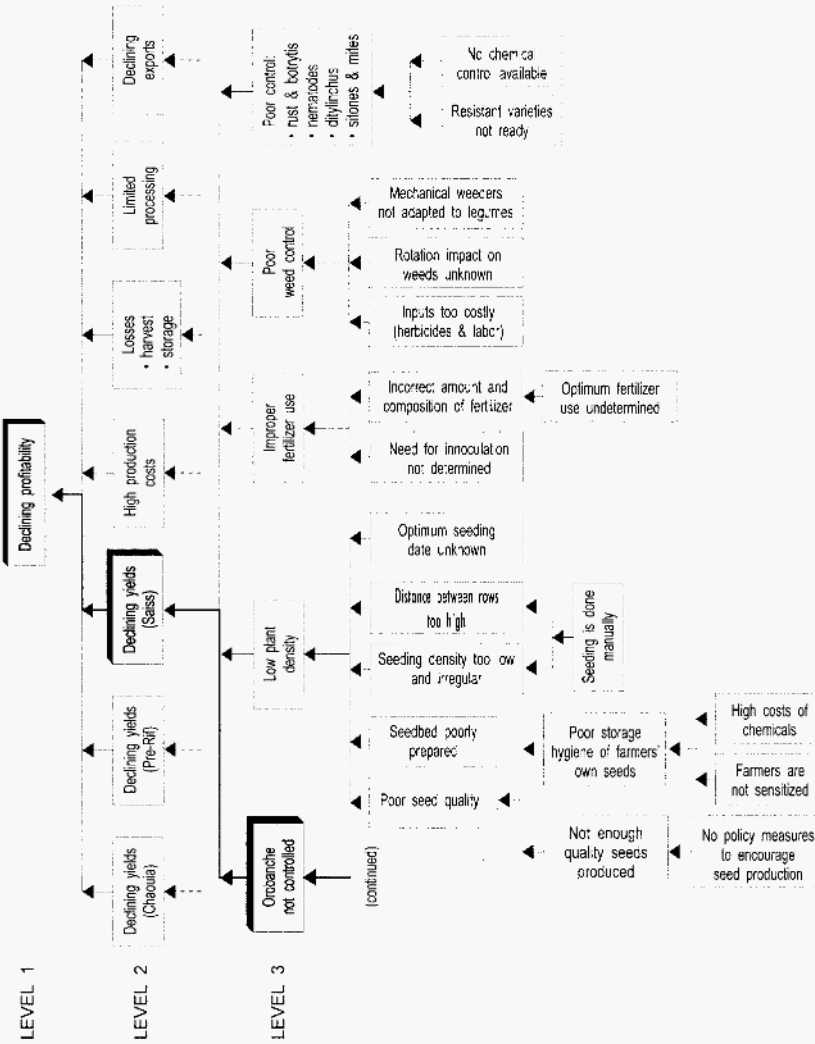 LEVEL 1
Declining profitability
LEVEL 2
Declining yields
(Chaouia)
Declining yields
(Pre-Rif)
Declining yields
(Saiss)
High production
costs
Losses
• harvest
• storage
Limited
processing
Declining
exports
LEVEL 3
Orobanche
not controlled
Low plant
density
Improper
fertilizer use
Poor
weed control
Poor control:
• rust & botrytis
• nematodes
• ditylinchus
• sitones & mites
(continued)
Poor seed quality
Seedbed poorly
prepared
Seeding density too low
and irregular
Distance between rows
too high
Optimum seeding
date unknown
Need for innoculation
not determined
Incorrect amount and
composition of fertilizer
Inputs too costly
(herbicides & labor)
Rotation impact on
weeds unknown
Mechanical weeders
not adapted to legumes
Resistant varieties
not ready
No chemical
control available
Not enough
quality seeds
produced
Poor storage
hygiene of farmers'
own seeds
Seeding is done
manually
Optimum fertilizer
use undetermined
No policy measures
to encourage
seed production
Farmers are
not sensitized
High costs of
chemicals